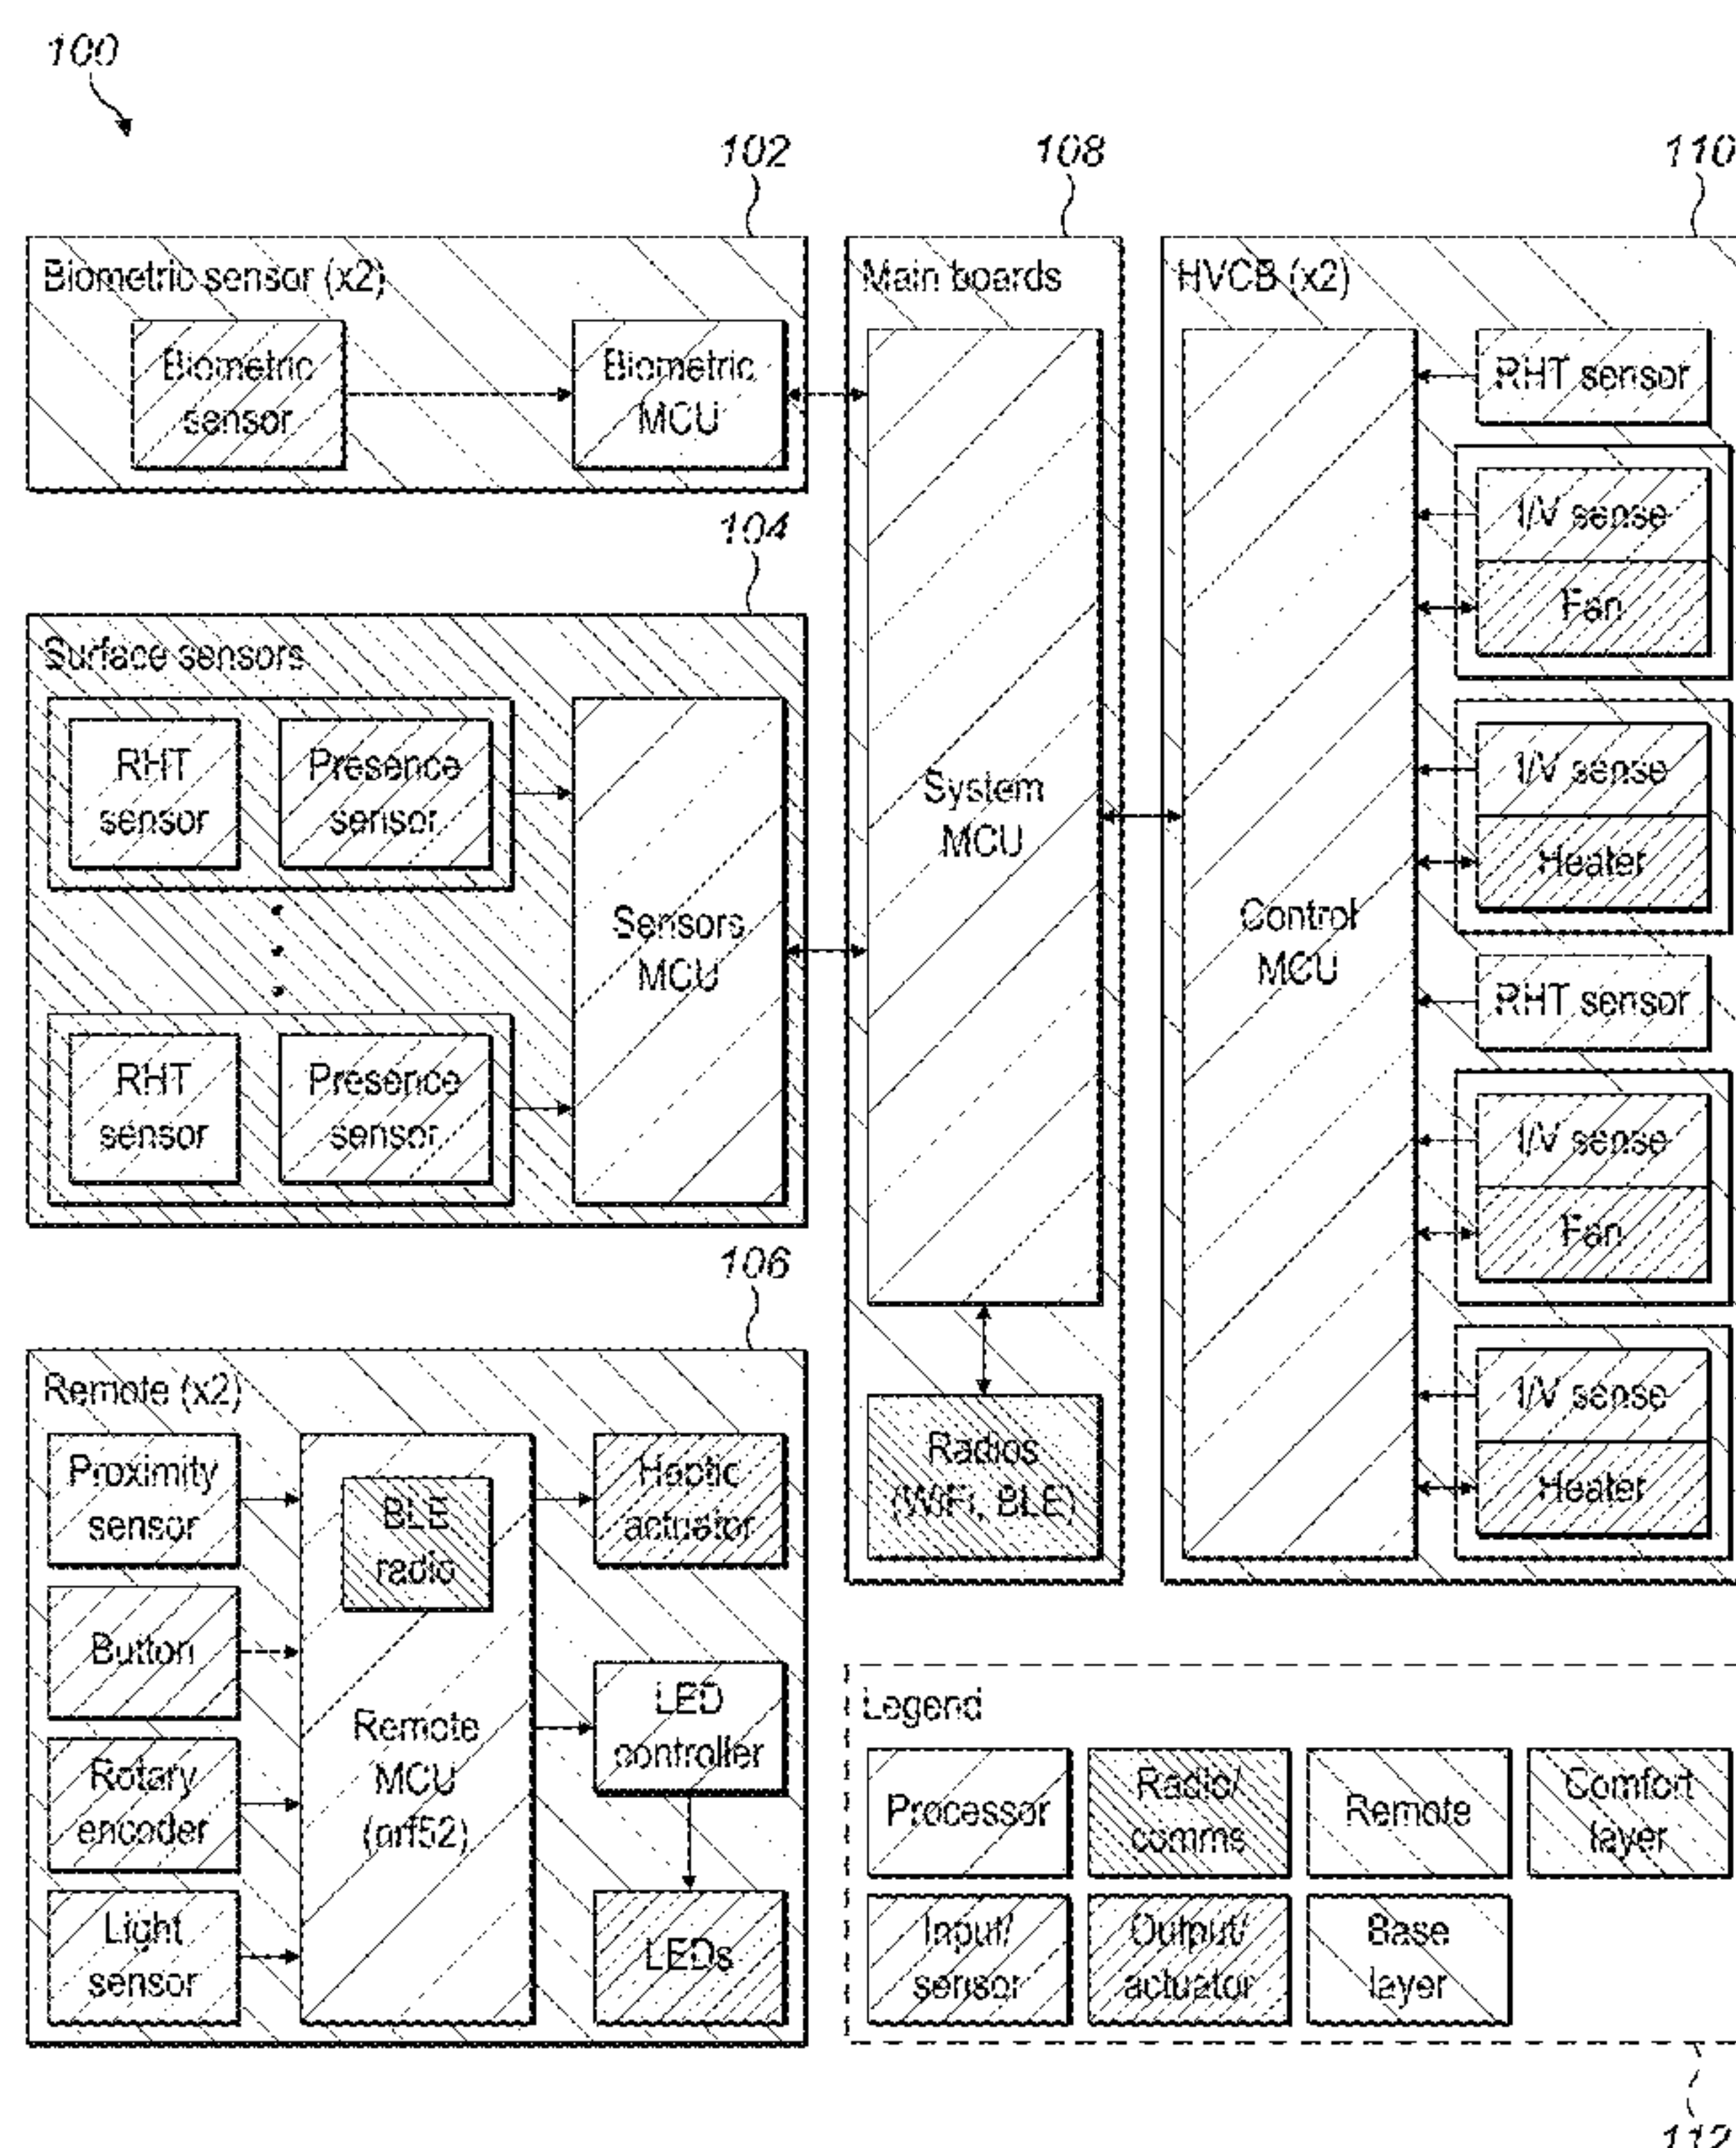 100
102
108
110
Biometric sensor (x2)
Biometric
sensor
Biometric
MCU
104
Surface sensors
RHT
sensor
Presence
sensor
RHT
sensor
Presence
sensor
Sensors
MCU
106
Remote (x2)
Proximity
sensor
Button
Rotary
encoder
Light
sensor
BLE
radio
Remote
MCU
(nrf52)
Haptic
actuator
LED
controller
LEDs
Main boards
System
MCU
Radios
(WiFi, BLE)
HVCB (x2)
Control
MCU
RHT sensor
I/V sense
Fan
I/V sense
Heater
RHT sensor
I/V sense
Fan
I/V sense
Heater
Legend
Processor
Radio/
comms
Remote
Comfort
layer
Input/
sensor
Output/
actuator
Base
layer
112